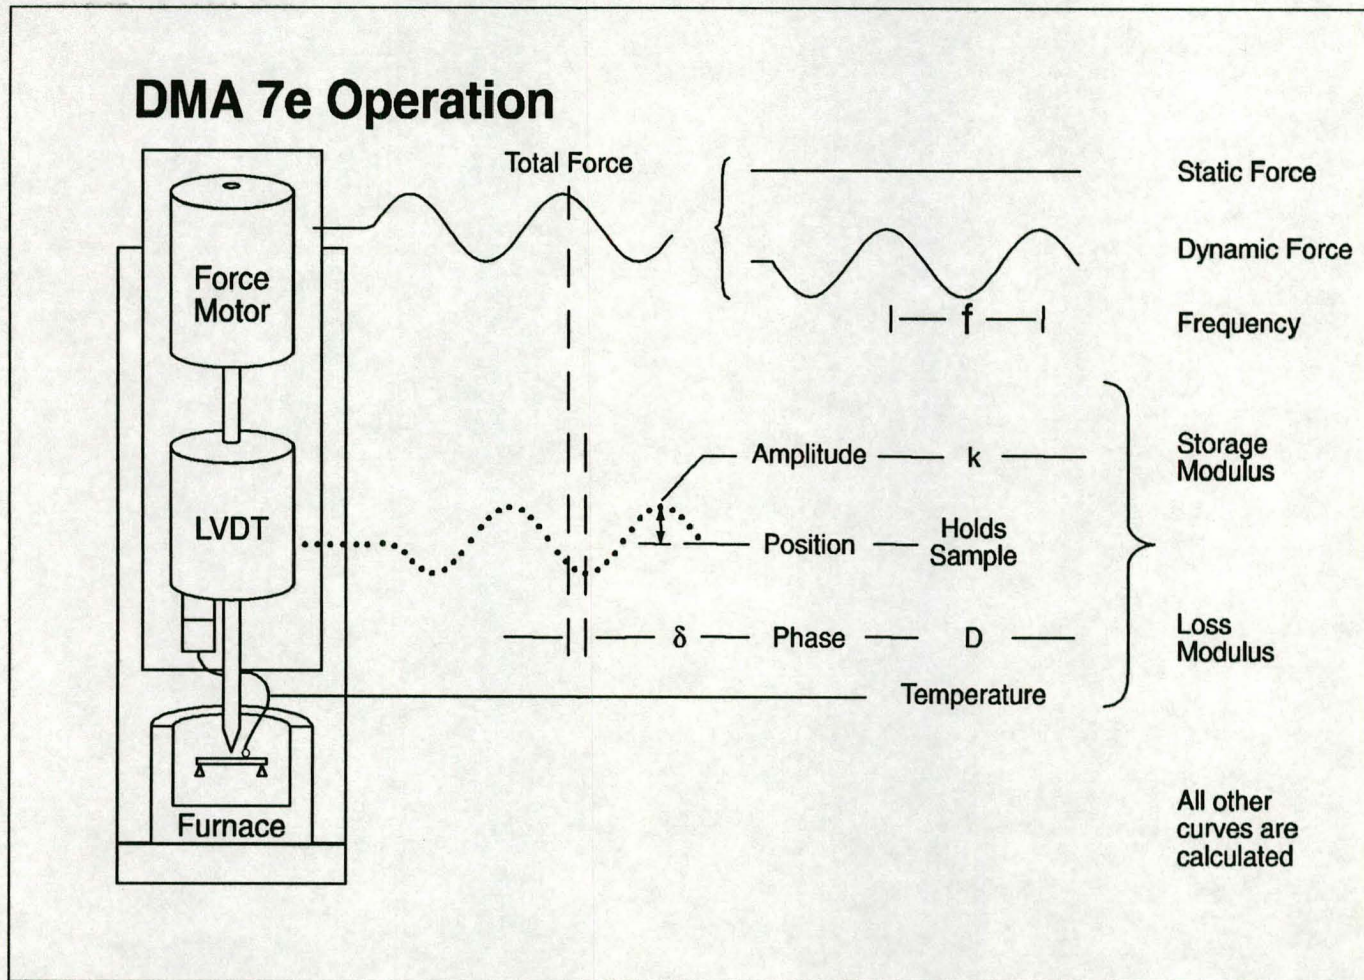 DMA 7e Operation
Total Force
Static Force
Force
Motor
Dynamic Force
f
Frequency
Amplitude
k
Storage
Modulus
LVDT
Position
Holds
Sample
δ
Phase
D
Loss
Modulus
Temperature
Furnace
All other
curves are
calculated